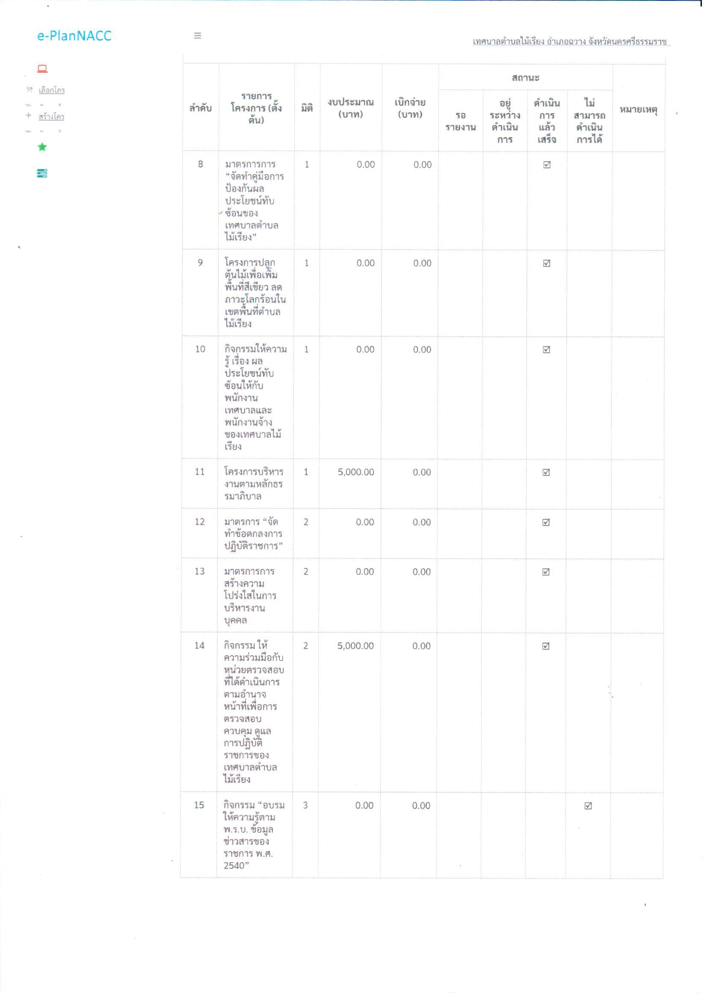 e-PlanNACC
เทศบาลตำบลไม้เรียง อำเภอฉวาง จังหวัดนครศรีธรรมราช
เลือกโคร
สร้างโคร
ลำดับ
รายการ
โครงการ (ตั้ง
ต้น)
มิติ
งบประมาณ
(บาท)
เบิกจ่าย
(บาท)
สถานะ
รอ
รายงาน
อยู่
ระหว่าง
ดำเนิน
การ
ดำเนิน
การ
แล้ว
เสร็จ
ไม่
สามารถ
ดำเนิน
การได้
หมายเหตุ
8 มาตรการการ 1 0.00 0.00 ☑
“จัดทำคู่มือการ
ป้องกันผล
ประโยชน์ทับ
ซ้อนของ
เทศบาลตำบล
ไม้เรียง”
9 โครงการปลูก 1 0.00 0.00 ☑
ต้นไม้เพื่อเพิ่ม
พื้นที่สีเขียว ลด
ภาวะโลกร้อนใน
เขตพื้นที่ตำบล
ไม้เรียง
10 กิจกรรมให้ความ 1 0.00 0.00 ☑
รู้ เรื่อง ผล
ประโยชน์ทับ
ซ้อนให้กับ
พนักงาน
เทศบาลและ
พนักงานจ้าง
ของเทศบาลไม้
เรียง
11 โครงการบริหาร 1 5,000.00 0.00 ☑
งานตามหลักธร
รมาภิบาล
12 มาตรการ “จัด 2 0.00 0.00 ☑
ทำข้อตกลงการ
ปฏิบัติราชการ”
13 มาตรการการ 2 0.00 0.00 ☑
สร้างความ
โปร่งใสในการ
บริหารงาน
บุคคล
14 กิจกรรม ให้ 2 5,000.00 0.00 ☑
ความร่วมมือกับ
หน่วยตรวจสอบ
ที่ได้ดำเนินการ
ตามอำนาจ
หน้าที่เพื่อการ
ตรวจสอบ
ควบคุม ดูแล
การปฏิบัติ
ราชการของ
เทศบาลตำบล
ไม้เรียง
15 กิจกรรม “อบรม 3 0.00 0.00 ☑
ให้ความรู้ตาม
พ.ร.บ. ข้อมูล
ข่าวสารของ
ราชการ พ.ศ.
2540”